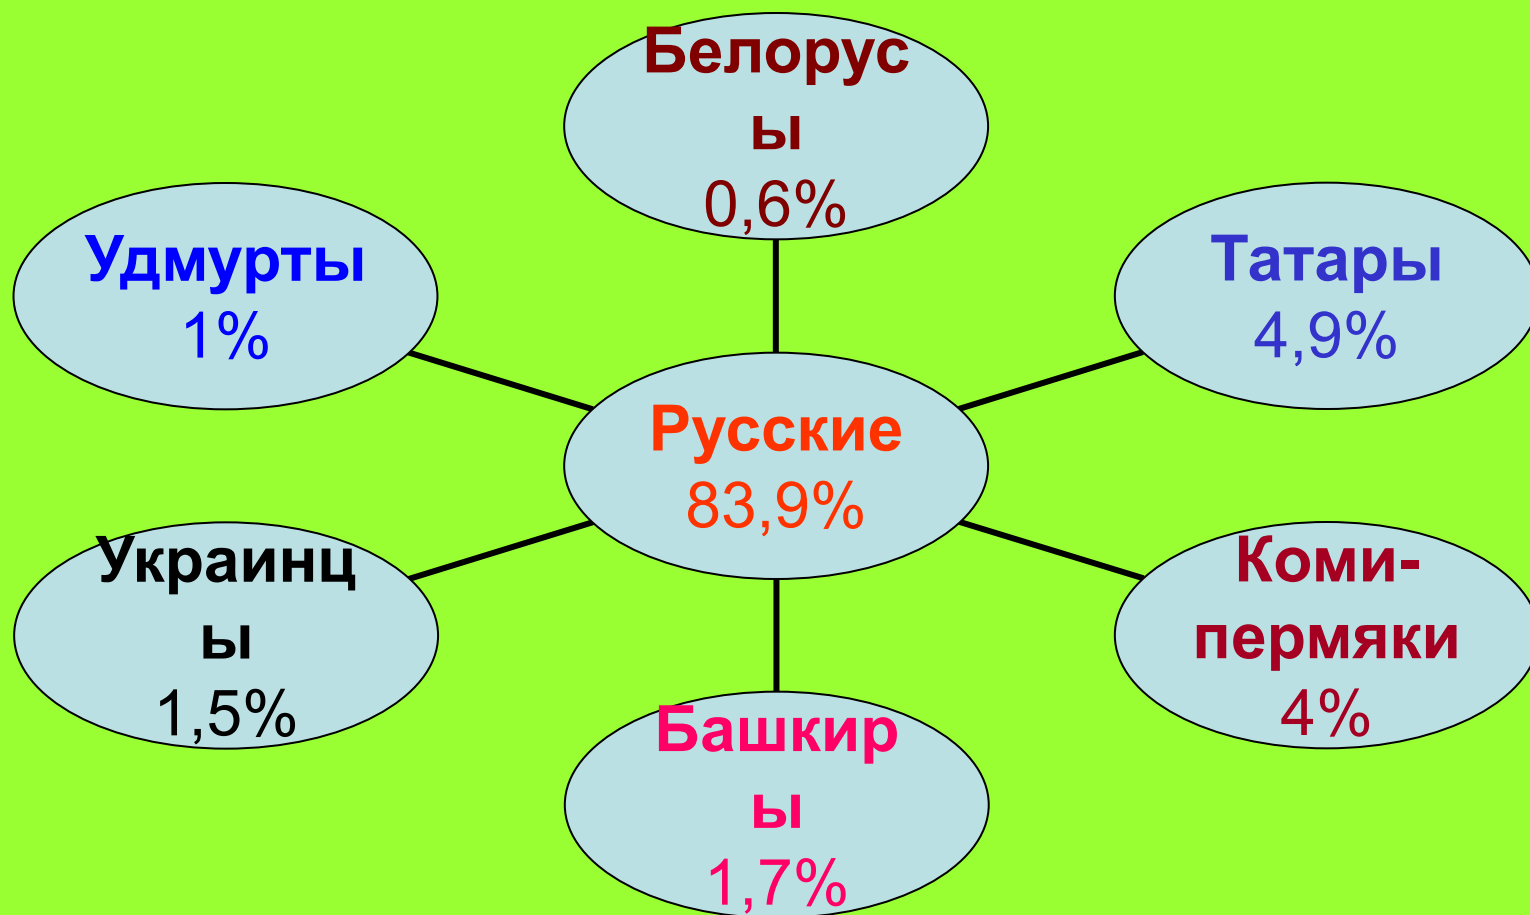 Белорус
ы
0,6%
Удмурты
1%
Татары
4,9%
Русские
83,9%
Украинц
ы
1,5%
Коми-
пермяки
4%
Башкир
ы
1,7%